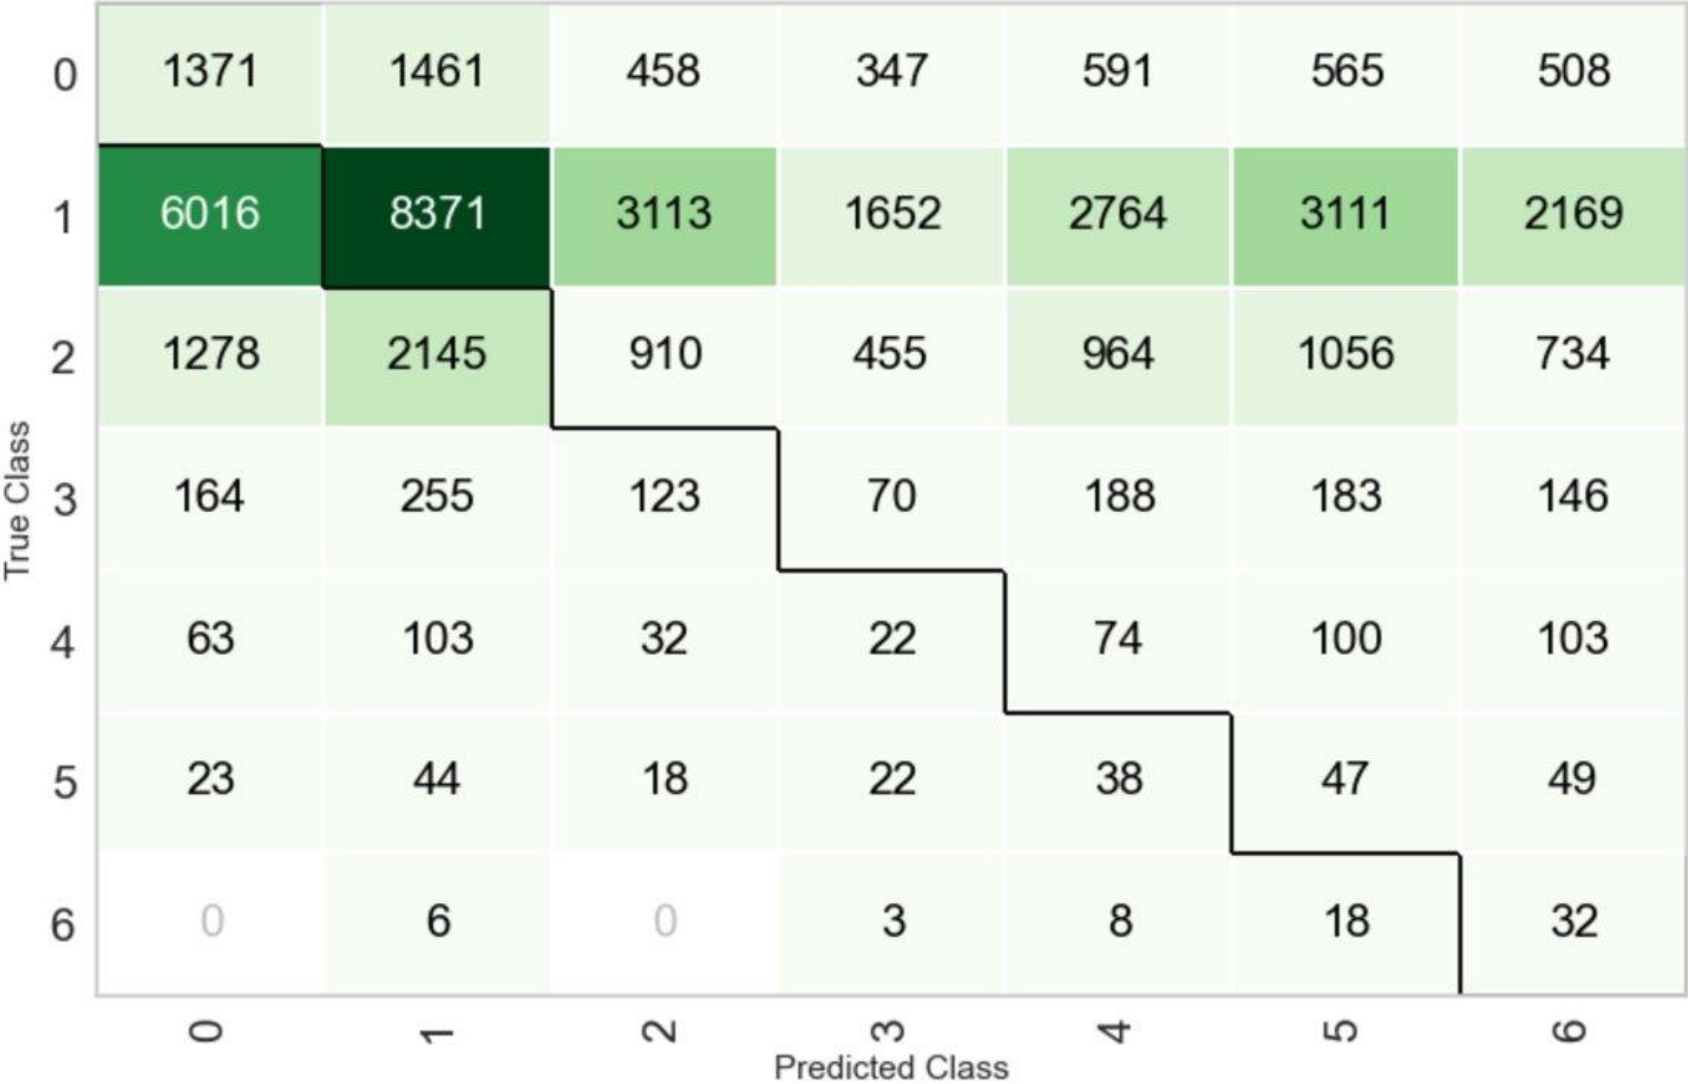 0 1371 1461 458 347 591 565 508
1 6016 8371 3113 1652 2764 3111 2169
2 1278 2145 910 455 964 1056 734
3 164 255 123 70 188 183 146
4 63 103 32 22 74 100 103
5 23 44 18 22 38 47 49
6 0 6 0 3 8 18 32
True Class
0 1 2 3 4 5 6
Predicted Class